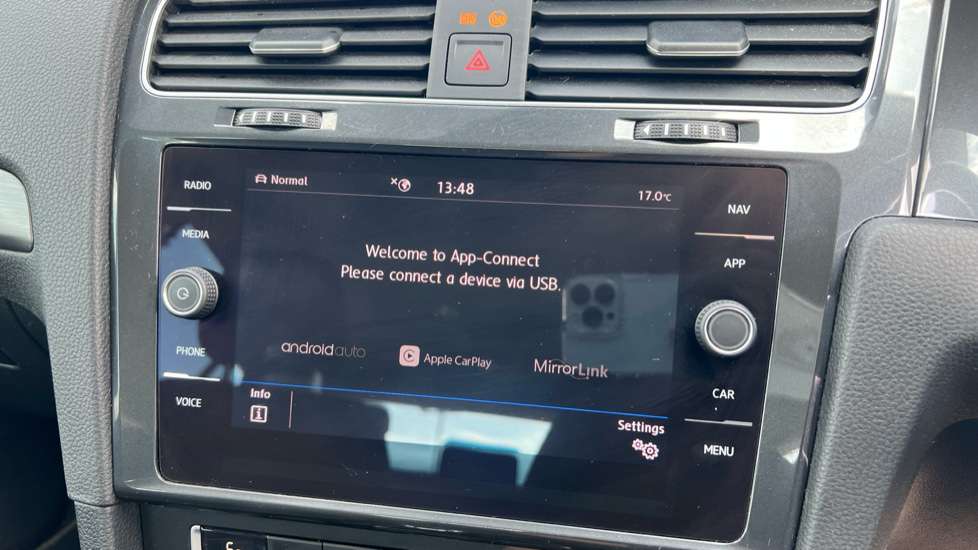 RADIO
MEDIA
PHONE
VOICE
Normal
13:48
17.0°C
Welcome to App-Connect
Please connect a device via USB.
androidauto
Apple CarPlay
MirrorLink
Info
i
Settings
NAV
APP
CAR
MENU